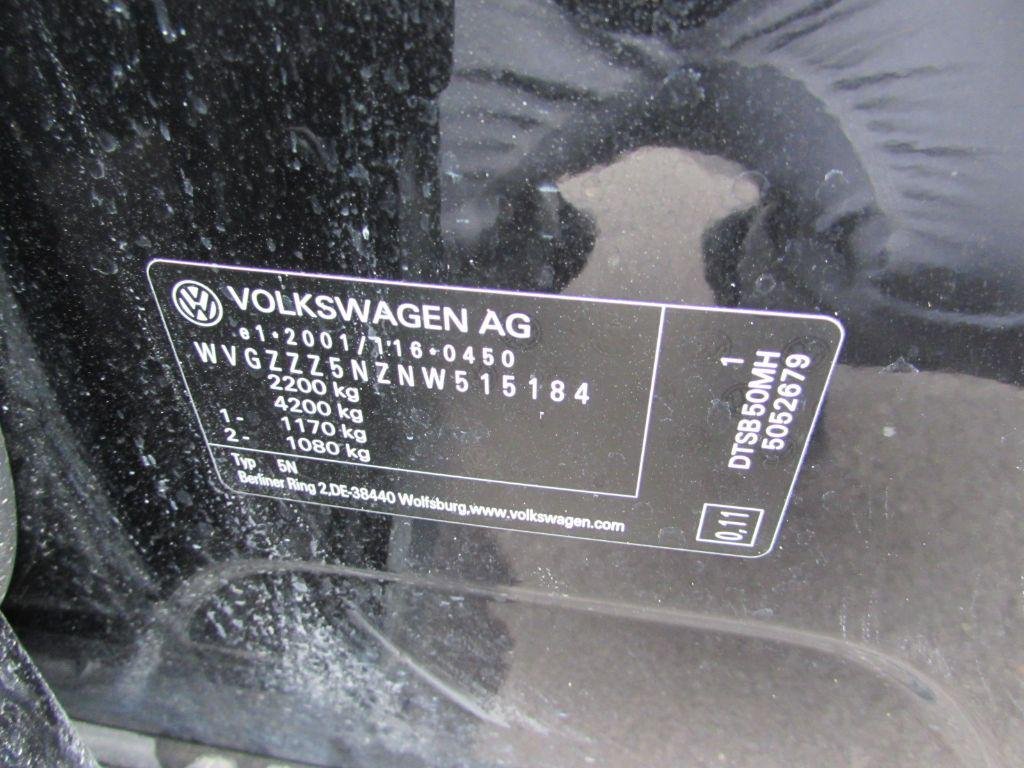 VOLKSWAGEN AG
e1*2001/116*0450
WVGZZZ5NZNW515184
2200 kg
4200 kg
1- 1170 kg
2- 1080 kg
Typ 5N
Berliner Ring 2,DE-38440 Wolfsburg,www.volkswagen.com
1
DTSB50MH
5052679
0,11